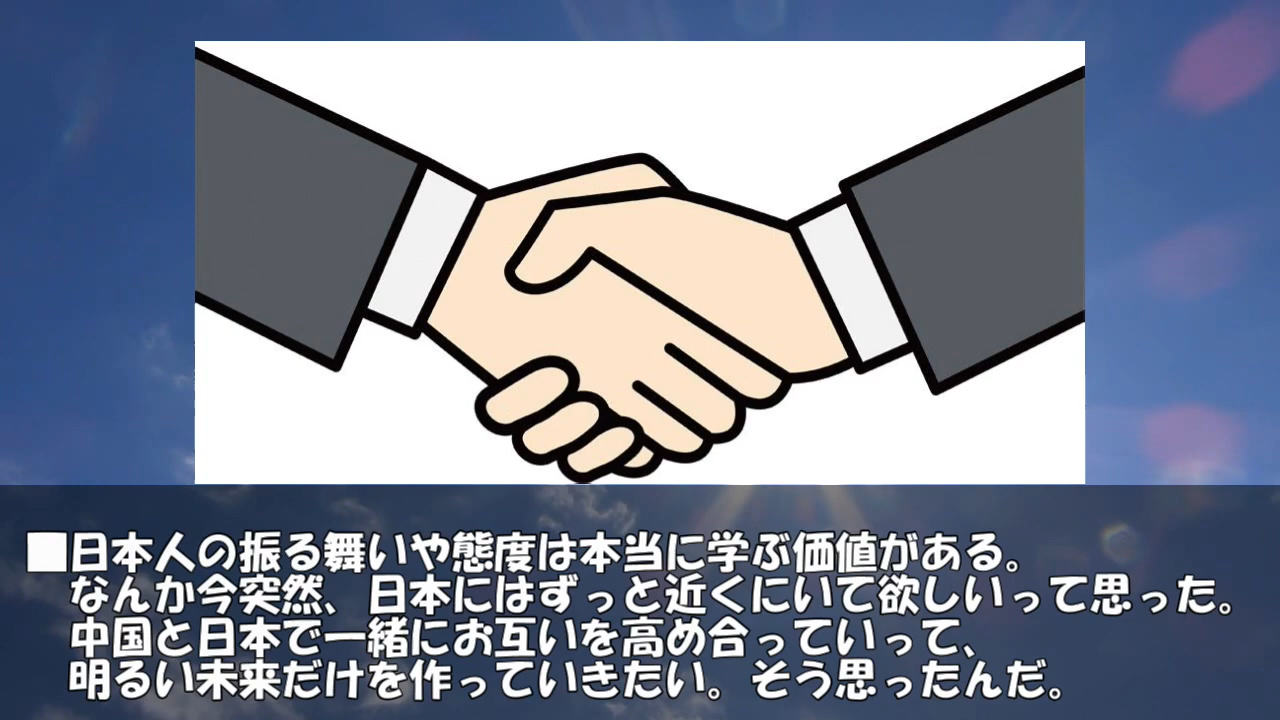 ■日本人の振る舞いや態度は本当に学ぶ価値がある。
なんか今突然、日本にはずっと近くにいて欲しいって思った。
中国と日本で一緒にお互いを高め合っていって、
明るい未来だけを作っていきたい。そう思ったんだ。